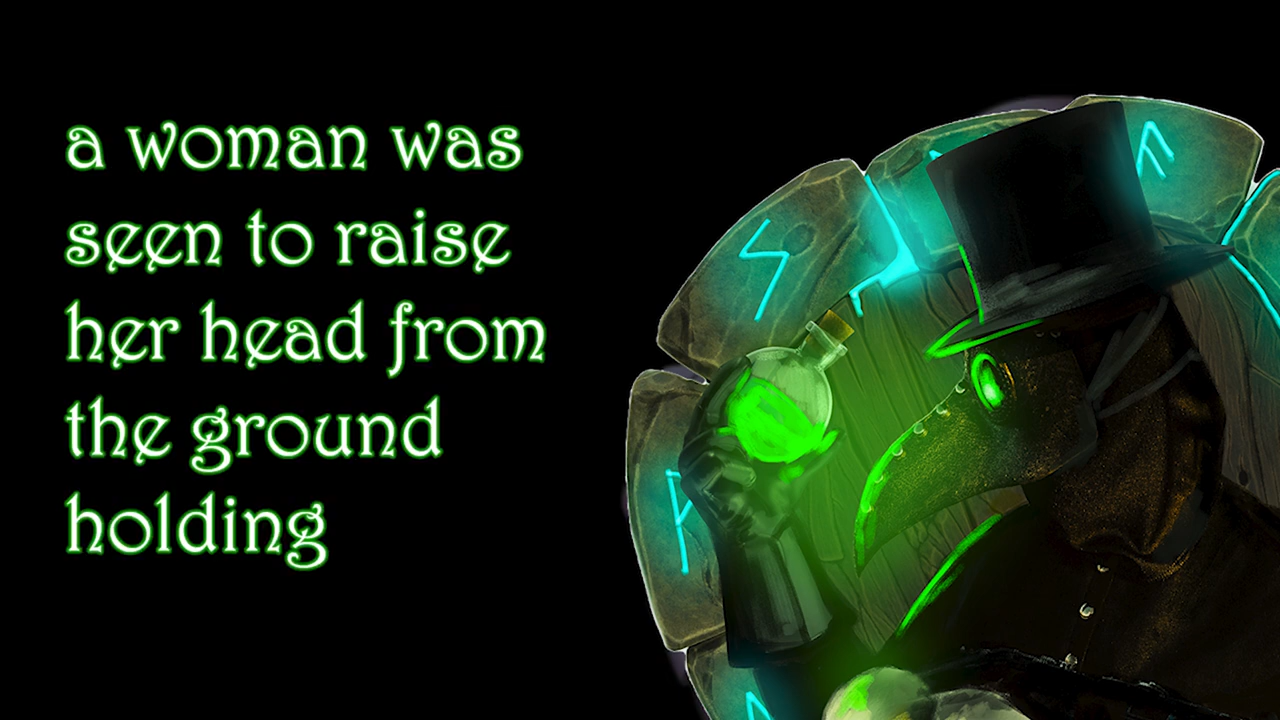 a woman was
seen to raise
her head from
the ground
holding